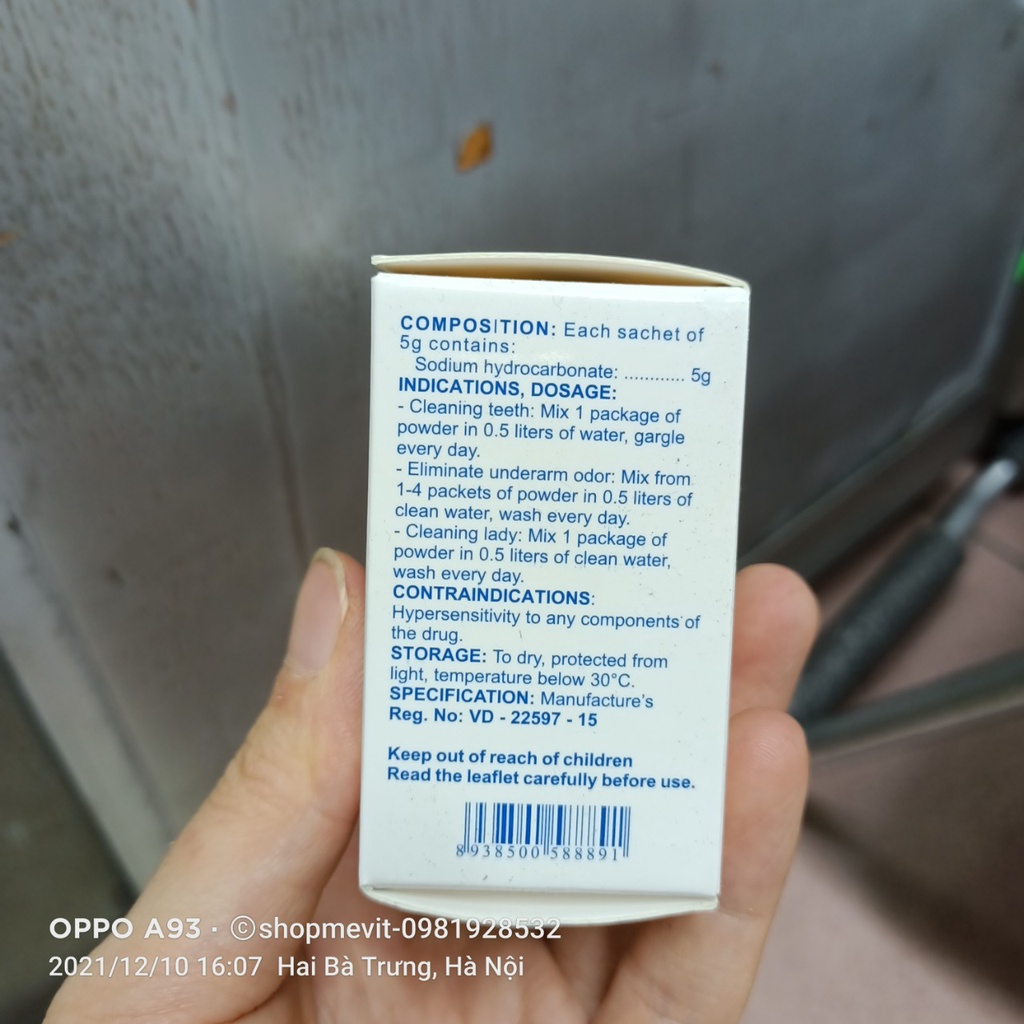 COMPOSITION: Each sachet of
5g contains:
Sodium hydrocarbonate: ............ 5g
INDICATIONS, DOSAGE:
- Cleaning teeth: Mix 1 package of
powder in 0.5 liters of water, gargle
every day.
- Eliminate underarm odor: Mix from
1-4 packets of powder in 0.5 liters of
clean water, wash every day.
- Cleaning lady: Mix 1 package of
powder in 0.5 liters of clean water,
wash every day.
CONTRAINDICATIONS:
Hypersensitivity to any components of
the drug.
STORAGE: To dry, protected from
light, temperature below 30°C.
SPECIFICATION: Manufacture's
Reg. No: VD - 22597 - 15
Keep out of reach of children
Read the leaflet carefully before use.
8938500588891
OPPO A93 · ©shopmevit-0981928532
2021/12/10 16:07 Hai Bà Trưng, Hà Nội